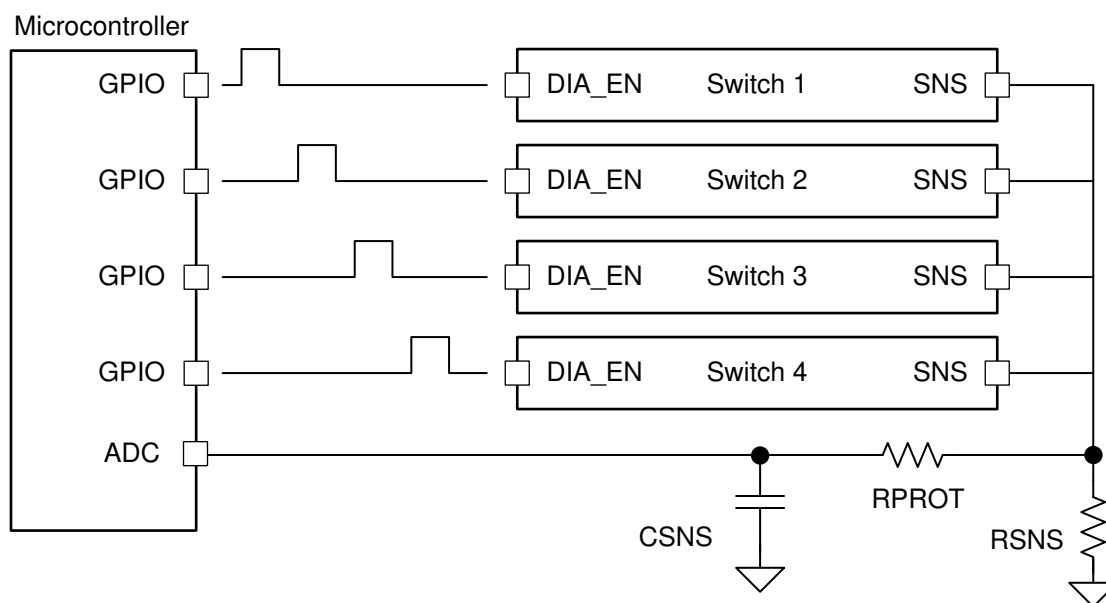 Microcontroller
GPIO DIA_EN Switch 1 SNS
GPIO DIA_EN Switch 2 SNS
GPIO DIA_EN Switch 3 SNS
GPIO DIA_EN Switch 4 SNS
ADC
RPROT
CSNS RSNS